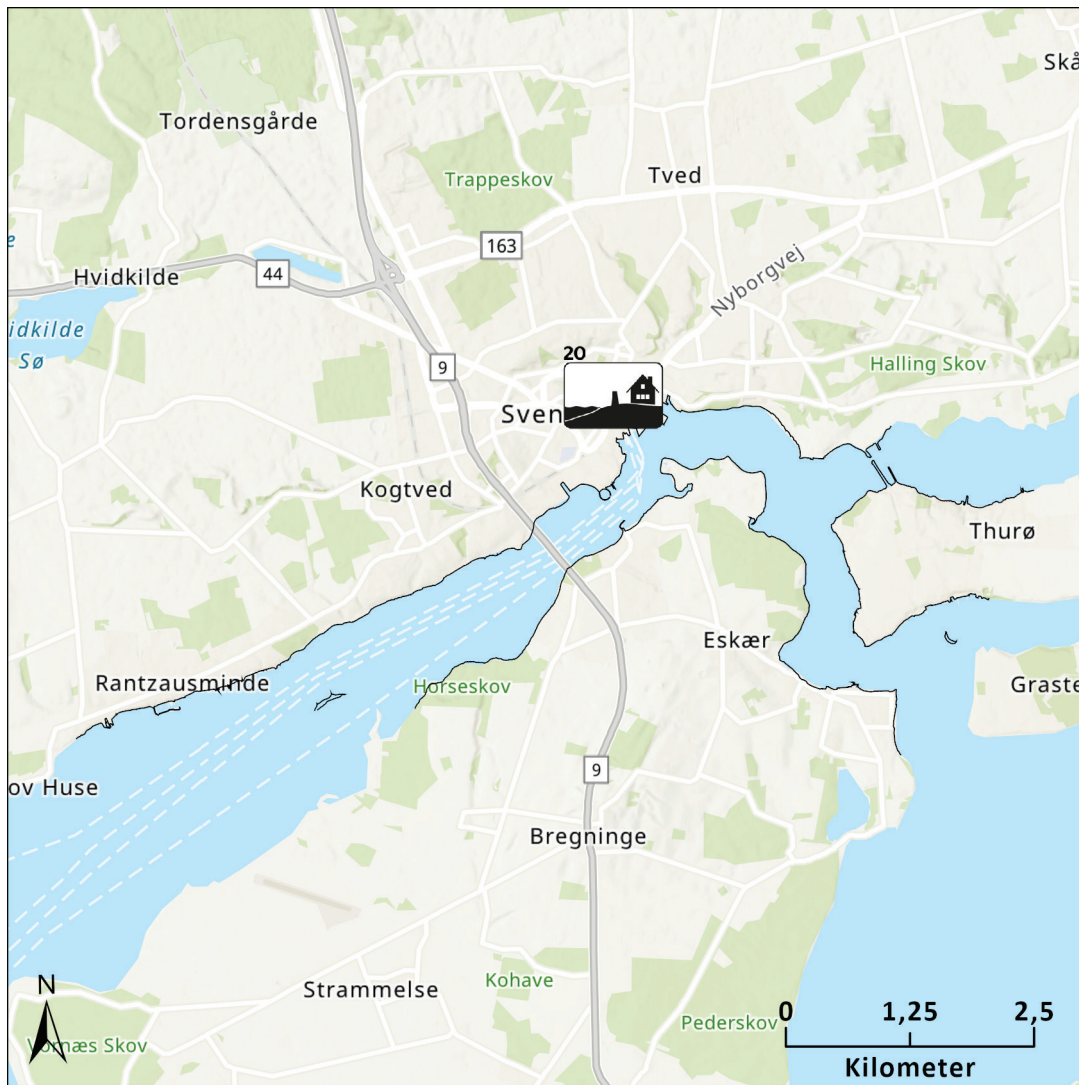 Skå
Tordensgårde
Trappeskov
Tved
163
Hvidkilde
44
Nyborgvej
idkilde
Sø
20
9
Halling Skov
Sven
Kogtved
Thurø
Eskær
Rantzausminde
Horseskov
Graste
9
ov Huse
Bregninge
N
Strammelse
Kohave
0 1,25 2,5
Pederskov
Vornæs Skov
Kilometer